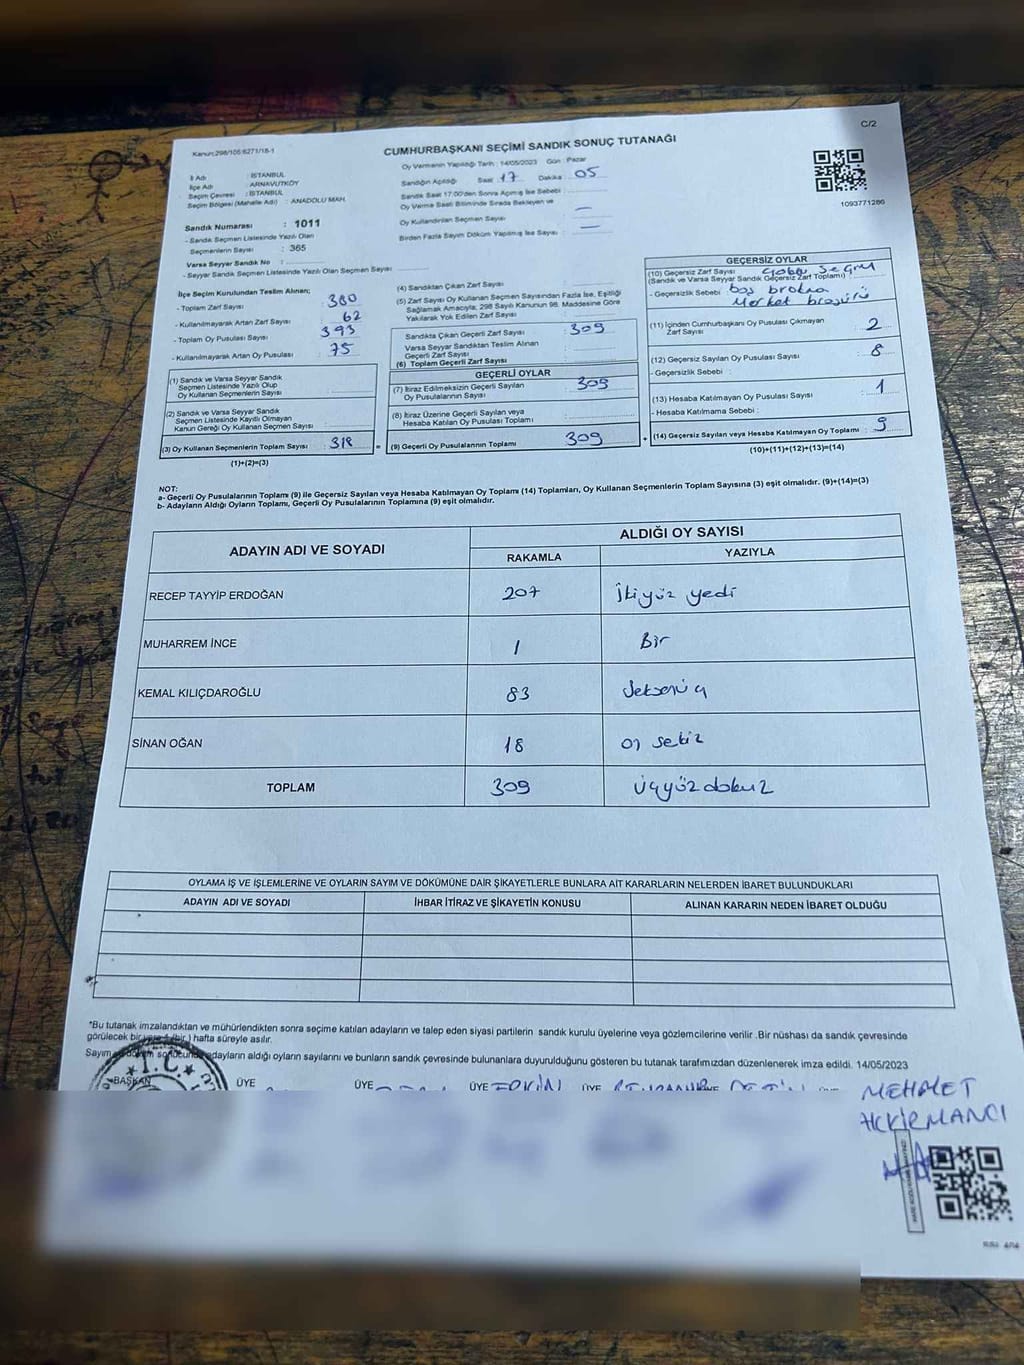 Kanun:298/105:6271/18-1
C/2
CUMHURBAŞKANI SEÇİMİ SANDIK SONUÇ TUTANAĞI
Oy Vermenin Yapıldığı Tarih : 14/05/2023 Gün : Pazar
İl Adı : İSTANBUL
İlçe Adı : ARNAVUTKÖY
Seçim Çevresi : İSTANBUL
Seçim Bölgesi (Mahalle Adı) : ANADOLU MAH.
Sandığın Açıldığı Saat : 17 Dakika : 05
Sandık Saat 17:00'den Sonra Açılmış İse Sebebi :
Oy Verme Saati Bitiminde Sırada Bekleyen ve
Oy Kullandırılan Seçmen Sayısı : —
Birden Fazla Sayım Döküm Yapılmış İse Sayısı : —
1093771286
Sandık Numarası : 1011
- Sandık Seçmen Listesinde Yazılı Olan
Seçmenlerin Sayısı : 365
Varsa Seyyar Sandık No :
- Seyyar Sandık Seçmen Listesinde Yazılı Olan Seçmen Sayısı :
İlçe Seçim Kurulundan Teslim Alınan;
- Toplam Zarf Sayısı : 380
- Kullanılmayarak Artan Zarf Sayısı : 62
- Toplam Oy Pusulası Sayısı : 393
- Kullanılmayarak Artan Oy Pusulası : 75
(1) Sandık ve Varsa Seyyar Sandık
Seçmen Listesinde Yazılı Olup
Oy Kullanan Seçmenlerin Sayısı :
(2) Sandık ve Varsa Seyyar Sandık
Seçmen Listesinde Kayıtlı Olmayan
Kanun Gereği Oy Kullanan Seçmen Sayısı :
(3) Oy Kullanan Seçmenlerin Toplam Sayısı : 318 =
(1)+(2)=(3)
(4) Sandıktan Çıkan Zarf Sayısı :
(5) Zarf Sayısı Oy Kullanan Seçmen Sayısından Fazla İse, Eşitliği
Sağlamak Amacıyla; 298 Sayılı Kanunun 98. Maddesine Göre
Yakılarak Yok Edilen Zarf Sayısı :
Sandıkta Çıkan Geçerli Zarf Sayısı : 309
Varsa Seyyar Sandıktan Teslim Alınan
Geçerli Zarf Sayısı :
(6) Toplam Geçerli Zarf Sayısı
GEÇERLİ OYLAR
(7) İtiraz Edilmeksizin Geçerli Sayılan
Oy Pusulalarının Sayısı : 309
(8) İtiraz Üzerine Geçerli Sayılan veya
Hesaba Katılan Oy Pusulası Toplamı :
(9) Geçerli Oy Pusulalarının Toplamı : 309 +
GEÇERSİZ OYLAR
(10) Geçersiz Zarf Sayısı
(Sandık ve Varsa Seyyar Sandık Geçersiz Zarf Toplamı) :
- Geçersizlik Sebebi : boş
(11) İçinden Cumhurbaşkanı Oy Pusulası Çıkmayan
Zarf Sayısı : 2
(12) Geçersiz Sayılan Oy Pusulası Sayısı : 8
- Geçersizlik Sebebi :
(13) Hesaba Katılmayan Oy Pusulası Sayısı : 1
- Hesaba Katılmama Sebebi :
(14) Geçersiz Sayılan veya Hesaba Katılmayan Oy Toplamı : 9
(10)+(11)+(12)+(13)=(14)
NOT:
a- Geçerli Oy Pusulalarının Toplamı (9) ile Geçersiz Sayılan veya Hesaba Katılmayan Oy Toplamı (14) Toplamları, Oy Kullanan Seçmenlerin Toplam Sayısına (3) eşit olmalıdır. (9)+(14)=(3)
b- Adayların Aldığı Oyların Toplamı, Geçerli Oy Pusulalarının Toplamına (9) eşit olmalıdır.
ADAYIN ADI VE SOYADI ALDIĞI OY SAYISI
RAKAMLA YAZIYLA
RECEP TAYYİP ERDOĞAN 207 İkiyüz yedi
MUHARREM İNCE 1 Bir
KEMAL KILIÇDAROĞLU 83 Seksenüç
SİNAN OĞAN 18 on sekiz
TOPLAM 309 üçyüz dokuz
OYLAMA İŞ VE İŞLEMLERİNE VE OYLARIN SAYIM VE DÖKÜMÜNE DAİR ŞİKAYETLERLE BUNLARA AİT KARARLARIN NELERDEN İBARET BULUNDUKLARI
ADAYIN ADI VE SOYADI İHBAR İTİRAZ VE ŞİKAYETİN KONUSU ALINAN KARARIN NEDEN İBARET OLDUĞU
*Bu tutanak imzalandıktan ve mühürlendikten sonra seçime katılan adayların ve talep eden siyasi partilerin sandık kurulu üyelerine veya gözlemcilerine verilir. Bir nüshası da sandık çevresinde
görülecek bir yere 1 (bir) hafta süreyle asılır.
Sayım ve döküm sonucunda adayların aldığı oyların sayılarını ve bunların sandık çevresinde bulunanlara duyurulduğunu gösteren bu tutanak tarafımızdan düzenlenerek imza edildi. 14/05/2023
T.C.
*BAŞKAN ÜYE ÜYE ÜYE ÜYE
MEHMET
AKKİRMANCI